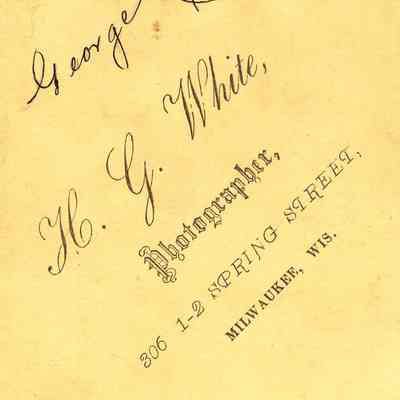 George
H. G. White,
Photographer,
306 1-2 SPRING STREET,
MILWAUKEE, WIS.